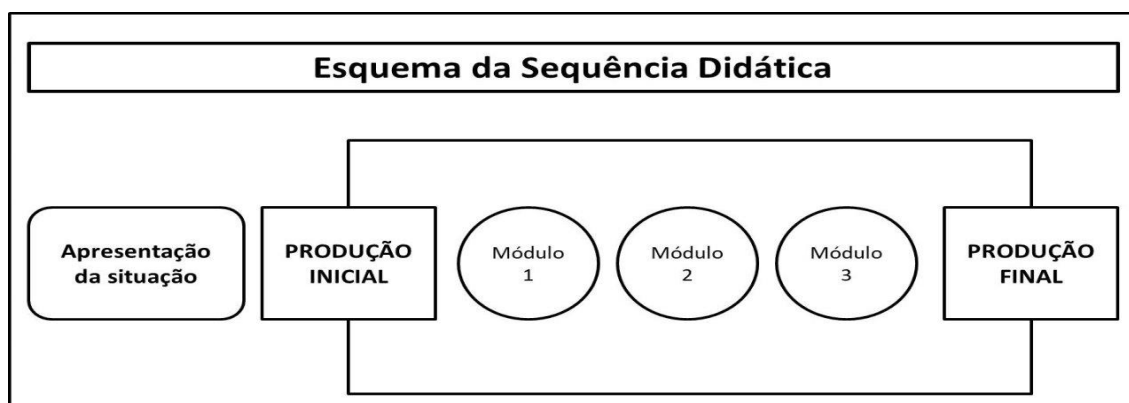 Esquema da Sequência Didática
Apresentação
da situação
PRODUÇÃO
INICIAL
Módulo
1
Módulo
2
Módulo
3
PRODUÇÃO
FINAL